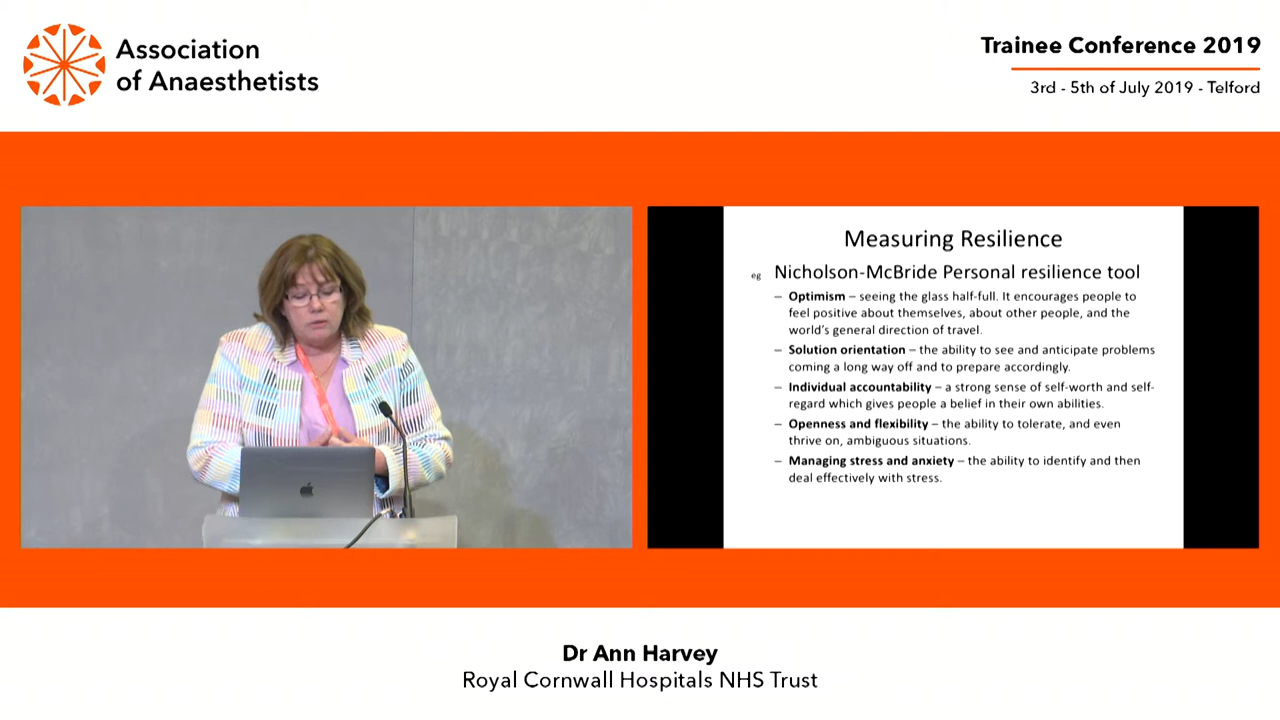 Association
of Anaesthetists
Trainee Conference 2019
3rd - 5th of July 2019 - Telford
Measuring Resilience
eg Nicholson-McBride Personal resilience tool
– Optimism – seeing the glass half-full. It encourages people to
feel positive about themselves, about other people, and the
world's general direction of travel.
– Solution orientation – the ability to see and anticipate problems
coming a long way off and to prepare accordingly.
– Individual accountability – a strong sense of self-worth and self-
regard which gives people a belief in their own abilities.
– Openness and flexibility – the ability to tolerate, and even
thrive on, ambiguous situations.
– Managing stress and anxiety – the ability to identify and then
deal effectively with stress.
Dr Ann Harvey
Royal Cornwall Hospitals NHS Trust